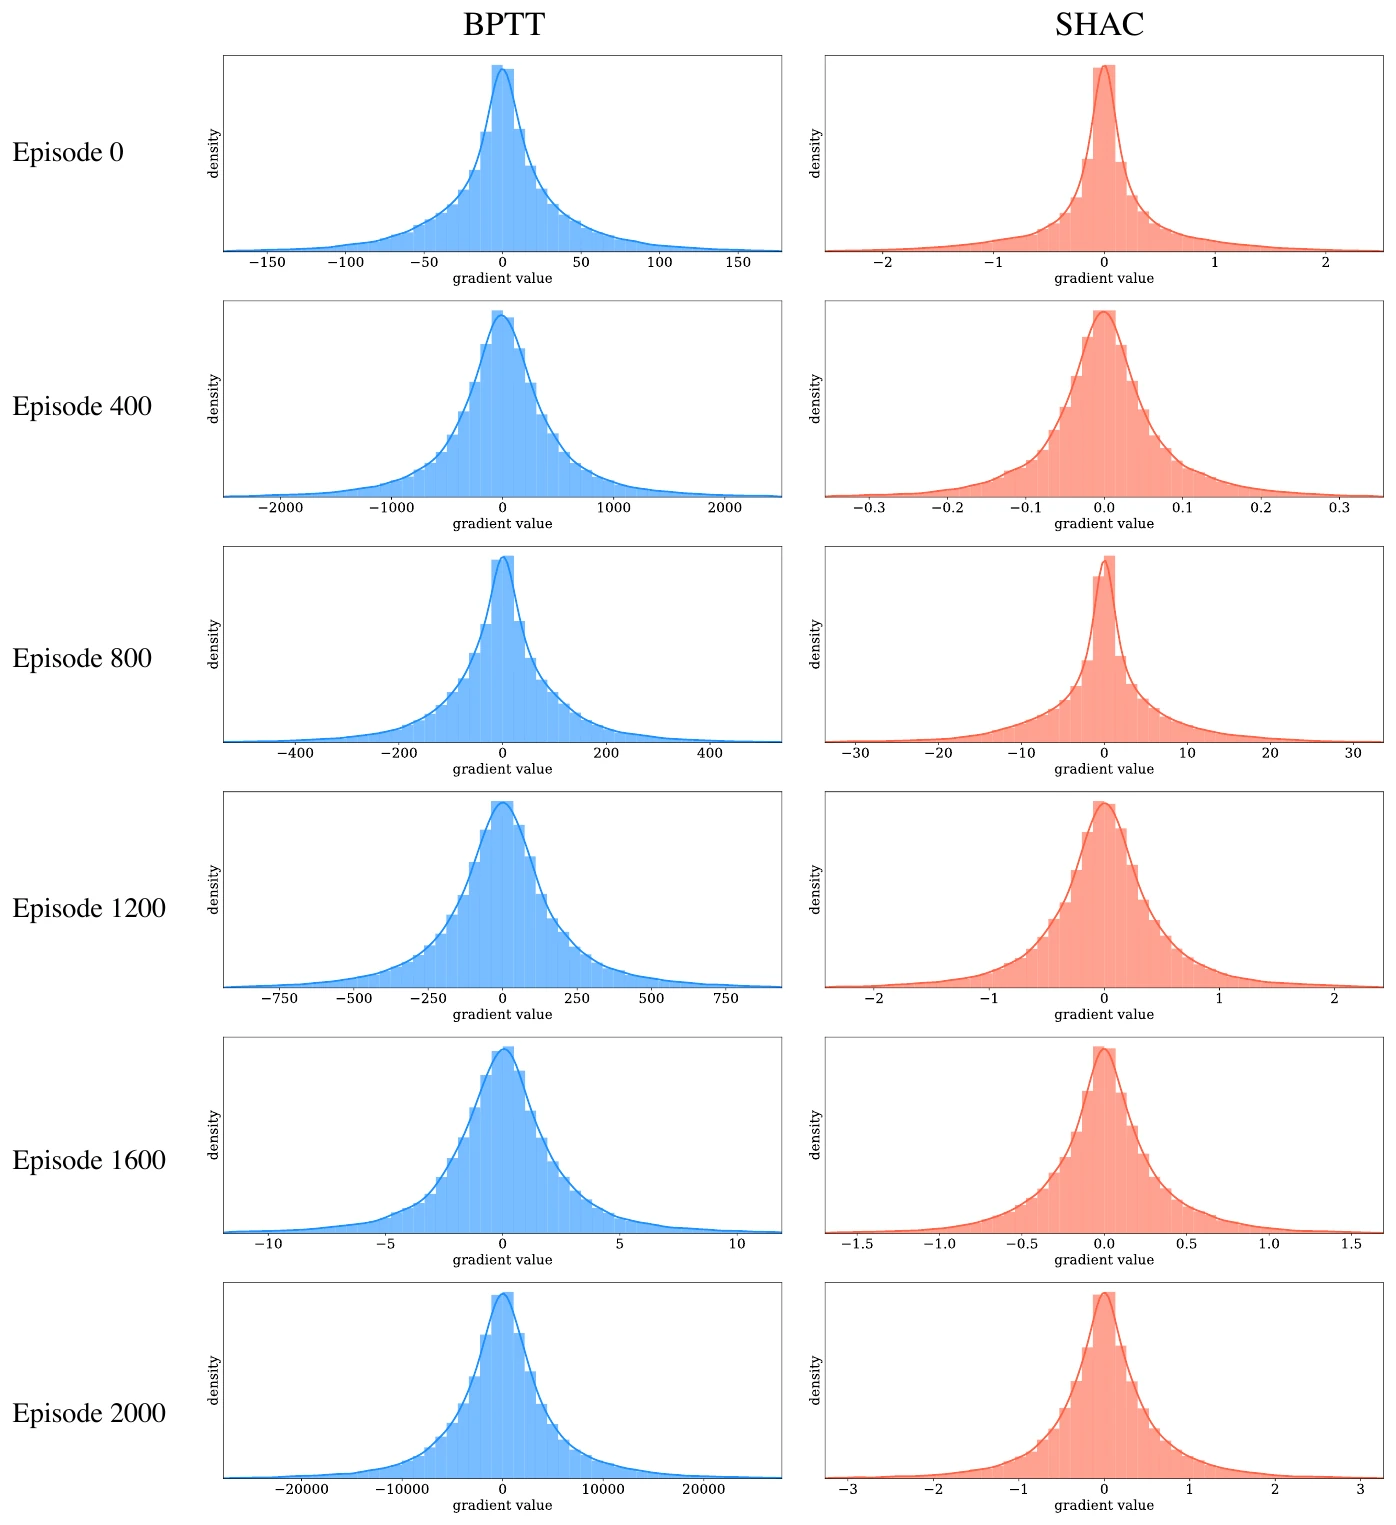 BPTT SHAC
Episode 0
density
density
−150 −100 −50 0 50 100 150
−2 −1 0 1 2
gradient value
gradient value
Episode 400
density
density
−2000 −1000 0 1000 2000
−0.3 −0.2 −0.1 0.0 0.1 0.2 0.3
gradient value
gradient value
Episode 800
density
density
−400 −200 0 200 400
−30 −20 −10 0 10 20 30
gradient value
gradient value
Episode 1200
density
density
−750 −500 −250 0 250 500 750
−2 −1 0 1 2
gradient value
gradient value
Episode 1600
density
density
−10 −5 0 5 10
−1.5 −1.0 −0.5 0.0 0.5 1.0 1.5
gradient value
gradient value
Episode 2000
density
density
−20000 −10000 0 10000 20000
−3 −2 −1 0 1 2 3
gradient value
gradient value